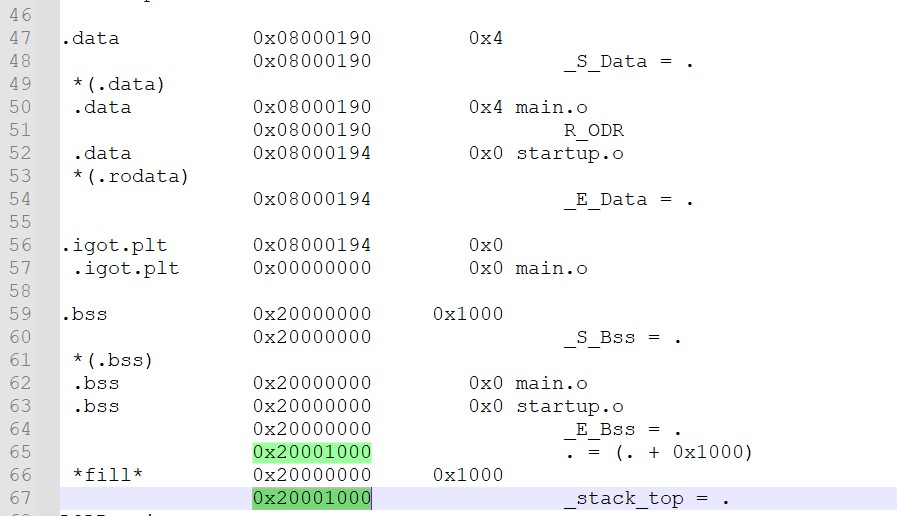 46
47 .data 0x08000190 0x4
48 0x08000190 _S_Data = .
49 *(.data)
50 .data 0x08000190 0x4 main.o
51 0x08000190 R_ODR
52 .data 0x08000194 0x0 startup.o
53 *(.rodata)
54 0x08000194 _E_Data = .
55
56 .igot.plt 0x08000194 0x0
57 .igot.plt 0x00000000 0x0 main.o
58
59 .bss 0x20000000 0x1000
60 0x20000000 _S_Bss = .
61 *(.bss)
62 .bss 0x20000000 0x0 main.o
63 .bss 0x20000000 0x0 startup.o
64 0x20000000 _E_Bss = .
65 0x20001000 . = (. + 0x1000)
66 *fill* 0x20000000 0x1000
67 0x20001000 _stack_top = .